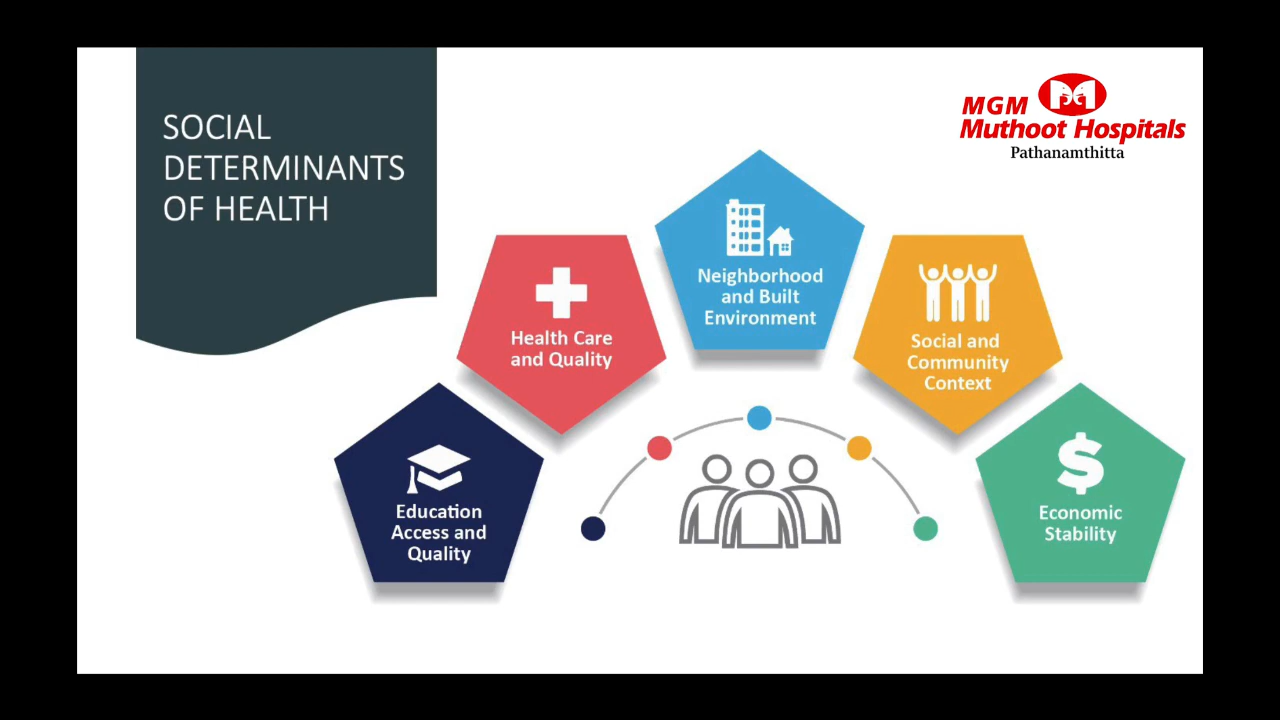 SOCIAL
DETERMINANTS
OF HEALTH
MGM
Muthoot Hospitals
Pathanamthitta
Education
Access and
Quality
Health Care
and Quality
Neighborhood
and Built
Environment
Social and
Community
Context
Economic
Stability